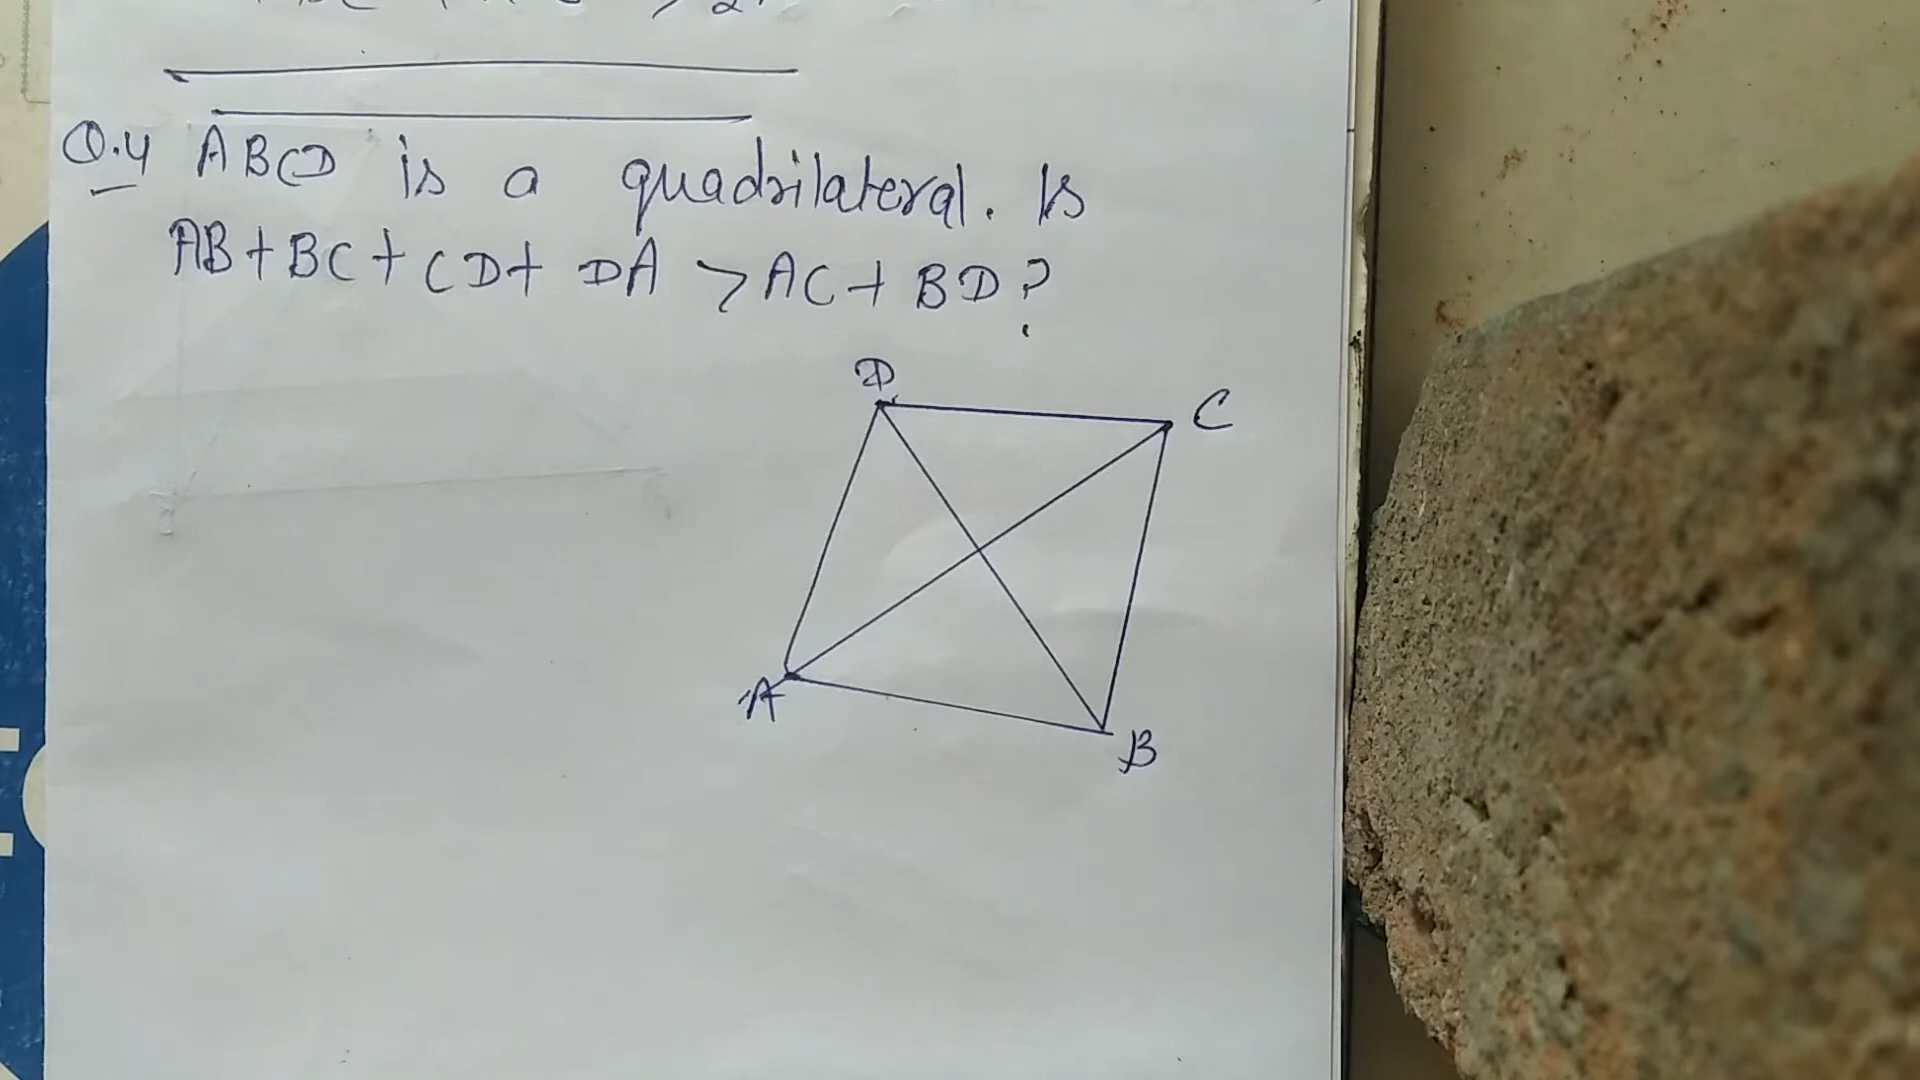 Q.4 ABCD is a quadrilateral. Is
AB+BC+CD+ DA >AC+ BD?
D
C
A
B